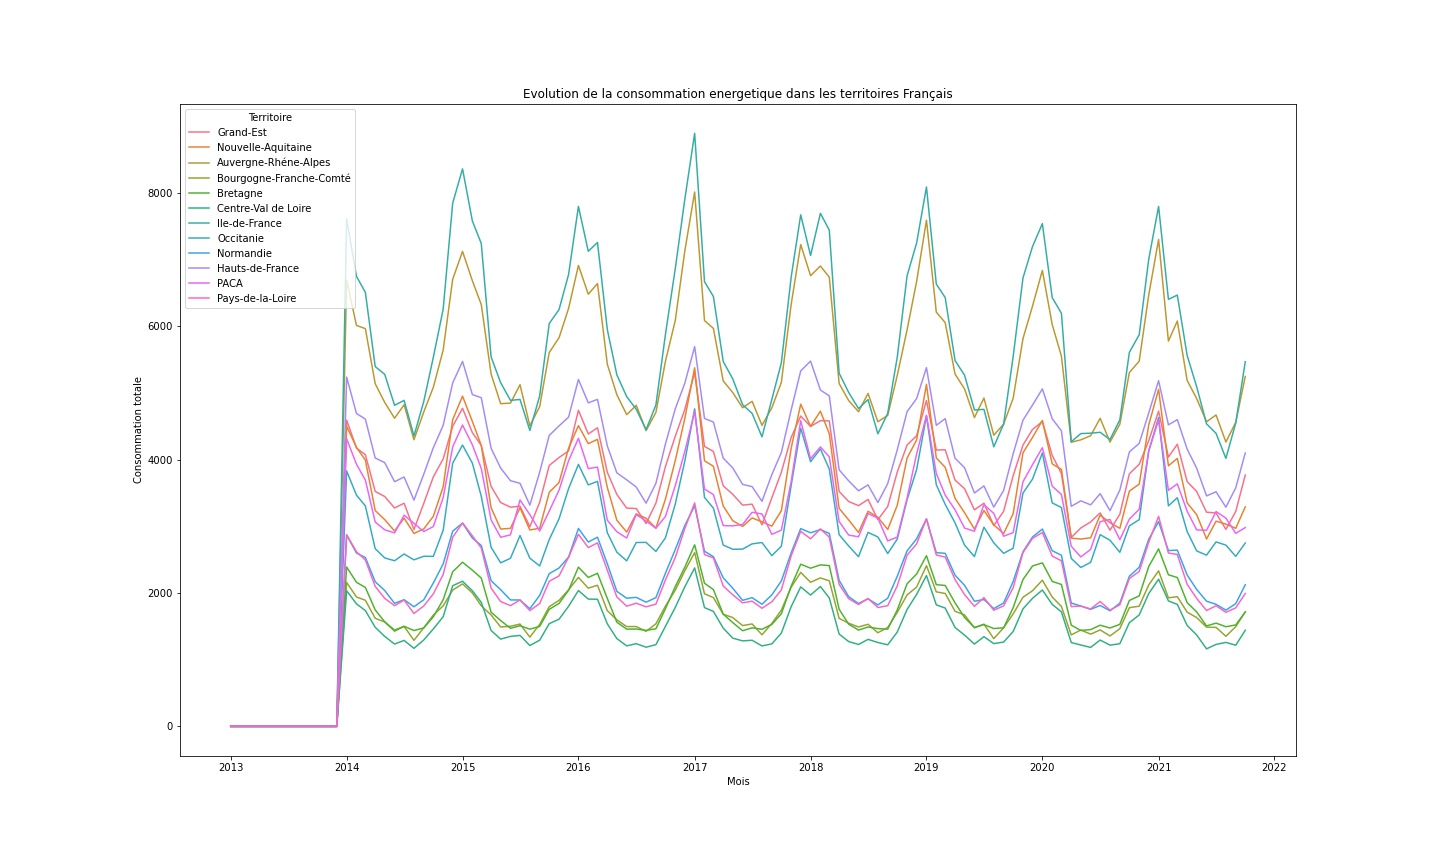 Evolution de la consommation energetique dans les territoires Français
Territoire
Grand-Est
Nouvelle-Aquitaine
Auvergne-Rhéne-Alpes
Bourgogne-Franche-Comté
Bretagne
Centre-Val de Loire
Ile-de-France
Occitanie
Normandie
Hauts-de-France
PACA
Pays-de-la-Loire
Consommation totale
8000
6000
4000
2000
0
2013 2014 2015 2016 2017 2018 2019 2020 2021 2022
Mois